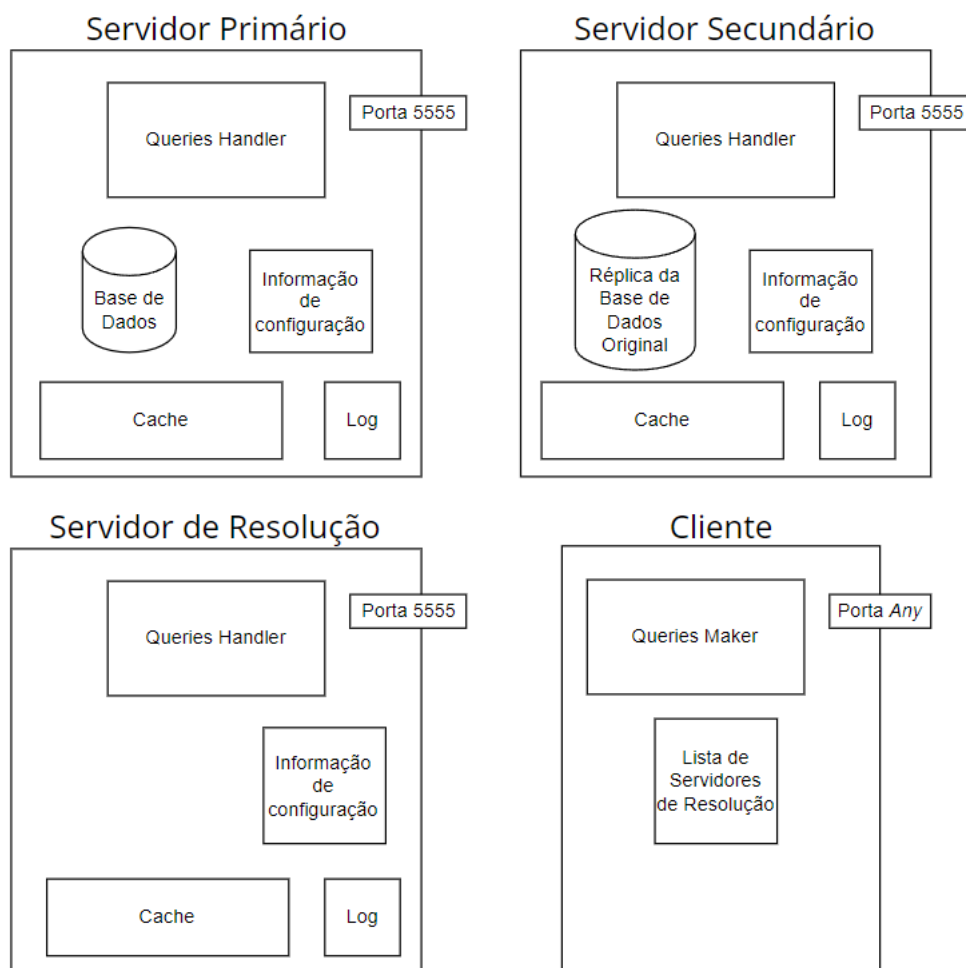 Servidor Primário
Porta 5555
Queries Handler
Base de
Dados
Informação
de
configuração
Cache
Log
Servidor Secundário
Porta 5555
Queries Handler
Réplica da
Base de
Dados
Original
Informação
de
configuração
Cache
Log
Servidor de Resolução
Porta 5555
Queries Handler
Informação
de
configuração
Cache
Log
Cliente
Porta Any
Queries Maker
Lista de
Servidores
de Resolução